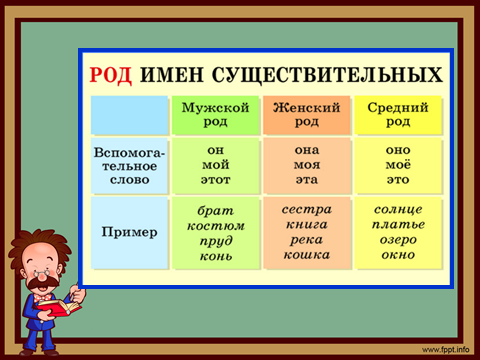 РОД ИМЕН СУЩЕСТВИТЕЛЬНЫХ
Мужской род
Женский род
Средний род
Вспомога-
тельное
слово
он
мой
этот
она
моя
эта
оно
моё
это
Пример
брат
костюм
пруд
конь
сестра
книга
река
кошка
солнце
платье
озеро
окно
www.fppt.info